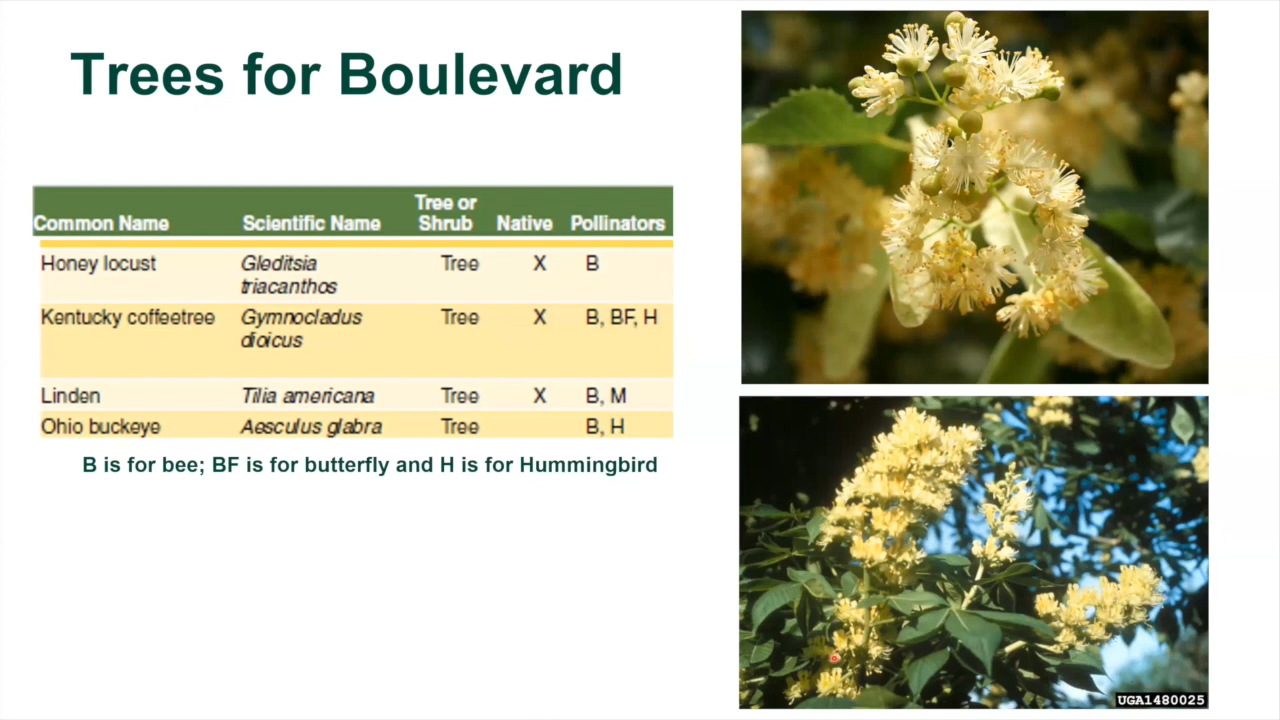 Trees for Boulevard
Common Name Scientific Name Tree or Shrub Native Pollinators
Honey locust Gleditsia triacanthos Tree X B
Kentucky coffeetree Gymnocladus dioicus Tree X B, BF, H
Linden Tilia americana Tree X B, M
Ohio buckeye Aesculus glabra Tree B, H
B is for bee; BF is for butterfly and H is for Hummingbird
UGA1480025